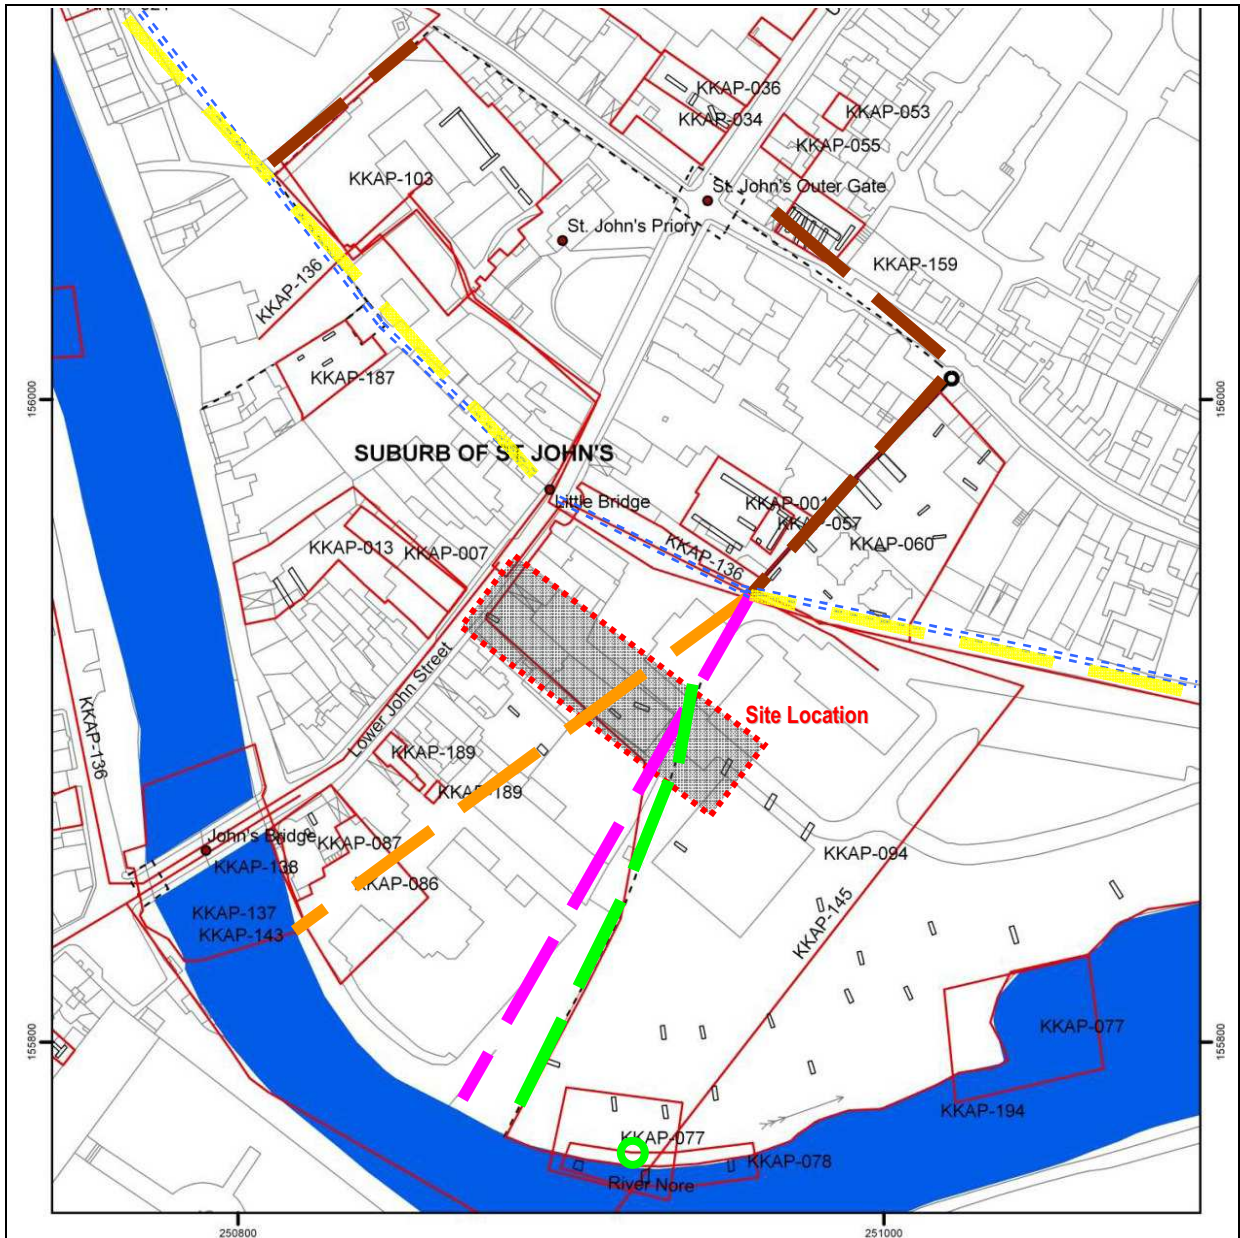 KKAP-036
KKAP-034
KKAP-053
KKAP-055
KKAP-103
St. John's Outer Gate
St. John's Priory
KKAP-159
KKAP-136
KKAP-187
156000
156000
SUBURB OF ST JOHN'S
Little Bridge
KKAP-001
KKAP-057
KKAP-013
KKAP-007
KKAP-136
KKAP-060
Lower John Street
Site Location
KKAP-136
KKAP-189
KKAP-189
John's Bridge
KKAP-087
KKAP-138
KKAP-094
KKAP-086
KKAP-145
KKAP-137
KKAP-143
155800
155800
KKAP-077
KKAP-194
KKAP-077
KKAP-078
River Nore
250800
251000